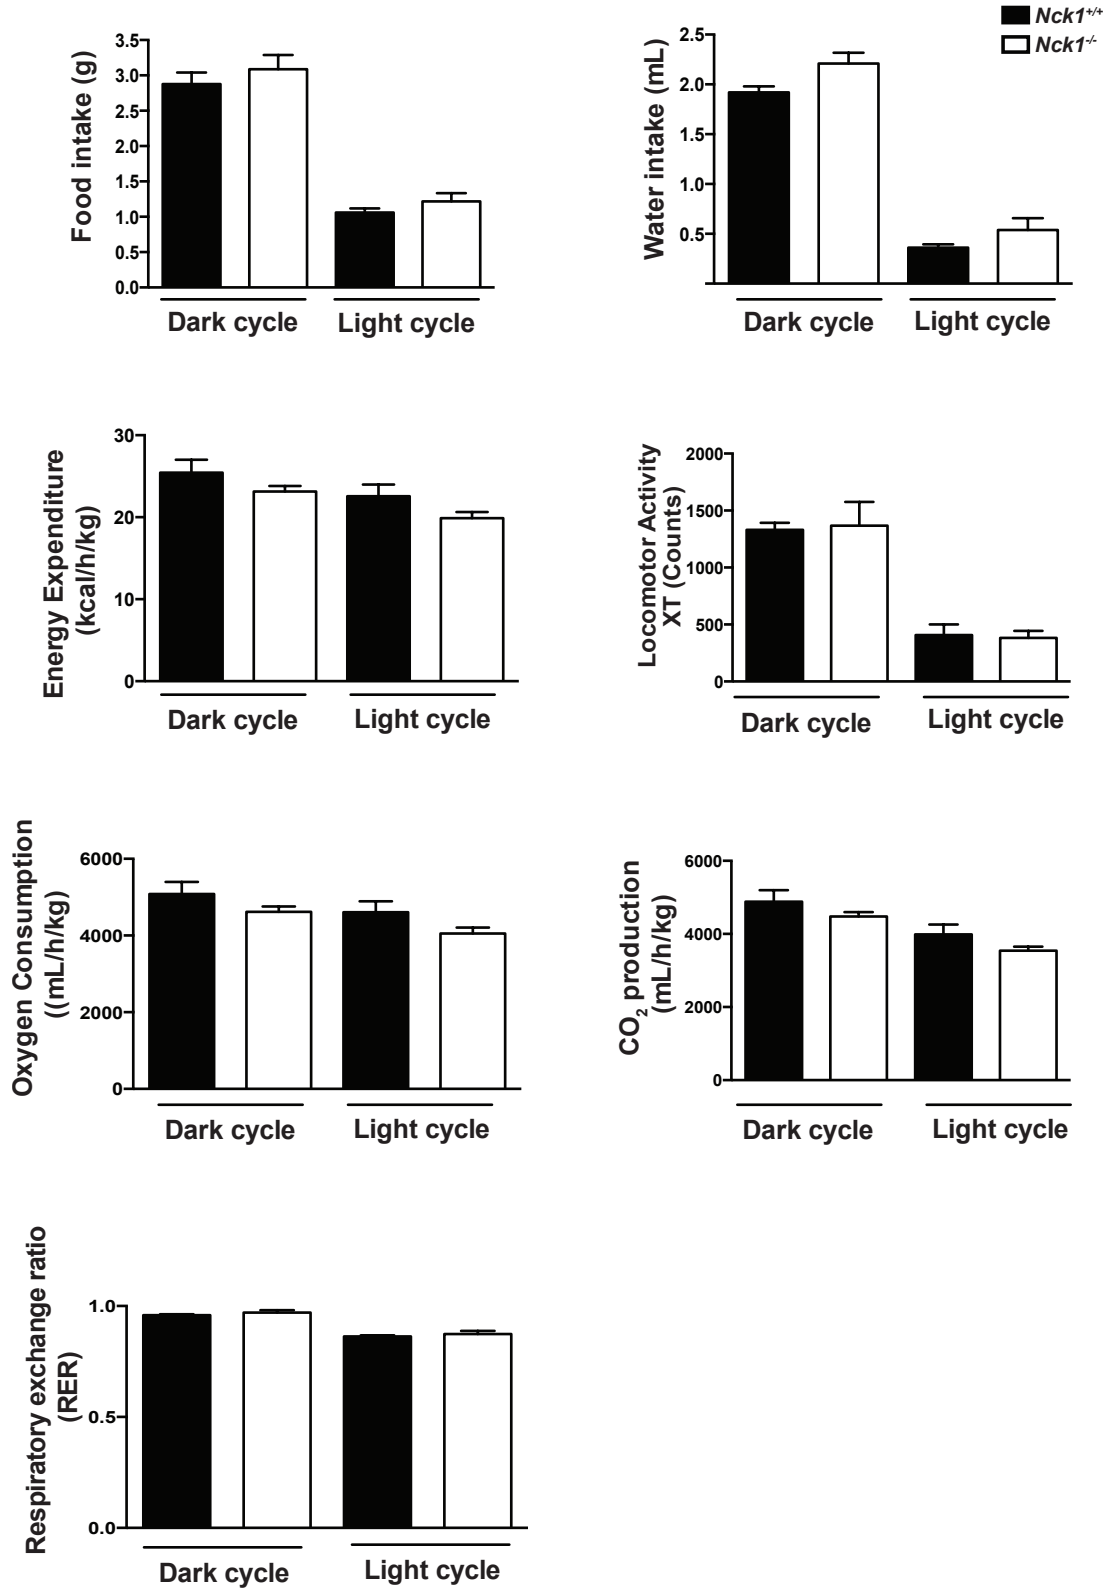 Nck1+/+
Nck1-/-
Food intake (g)
3.5
3.0
2.5
2.0
1.5
1.0
0.5
0.0
Dark cycle
Light cycle
Water intake (mL)
2.5
2.0
1.5
1.0
0.5
Dark cycle
Light cycle
Energy Expenditure
(kcal/h/kg)
30
20
10
0
Dark cycle
Light cycle
Locomotor Activity
XT (Counts)
2000
1500
1000
500
0
Dark cycle
Light cycle
Oxygen Consumption
((mL/h/kg)
6000
4000
2000
0
Dark cycle
Light cycle
CO2 production
(mL/h/kg)
6000
4000
2000
0
Dark cycle
Light cycle
Respiratory exchange ratio
(RER)
1.0
0.5
0.0
Dark cycle
Light cycle